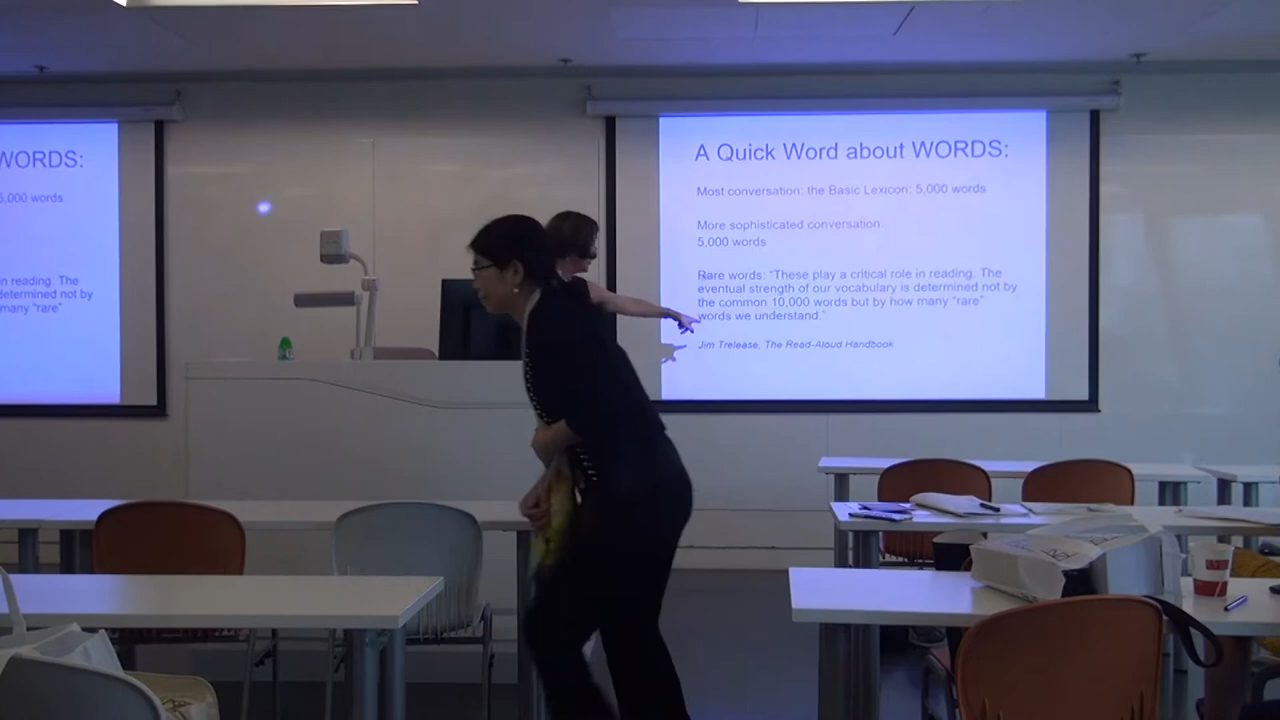 WORDS:
5,000 words
n reading. The
determined not by
many "rare"
A Quick Word about WORDS:
Most conversation: the Basic Lexicon: 5,000 words
More sophisticated conversation
5,000 words
Rare words: "These play a critical role in reading. The
eventual strength of our vocabulary is determined not by
the common 10,000 words but by how many "rare"
words we understand."
Jim Trelease, The Read-Aloud Handbook